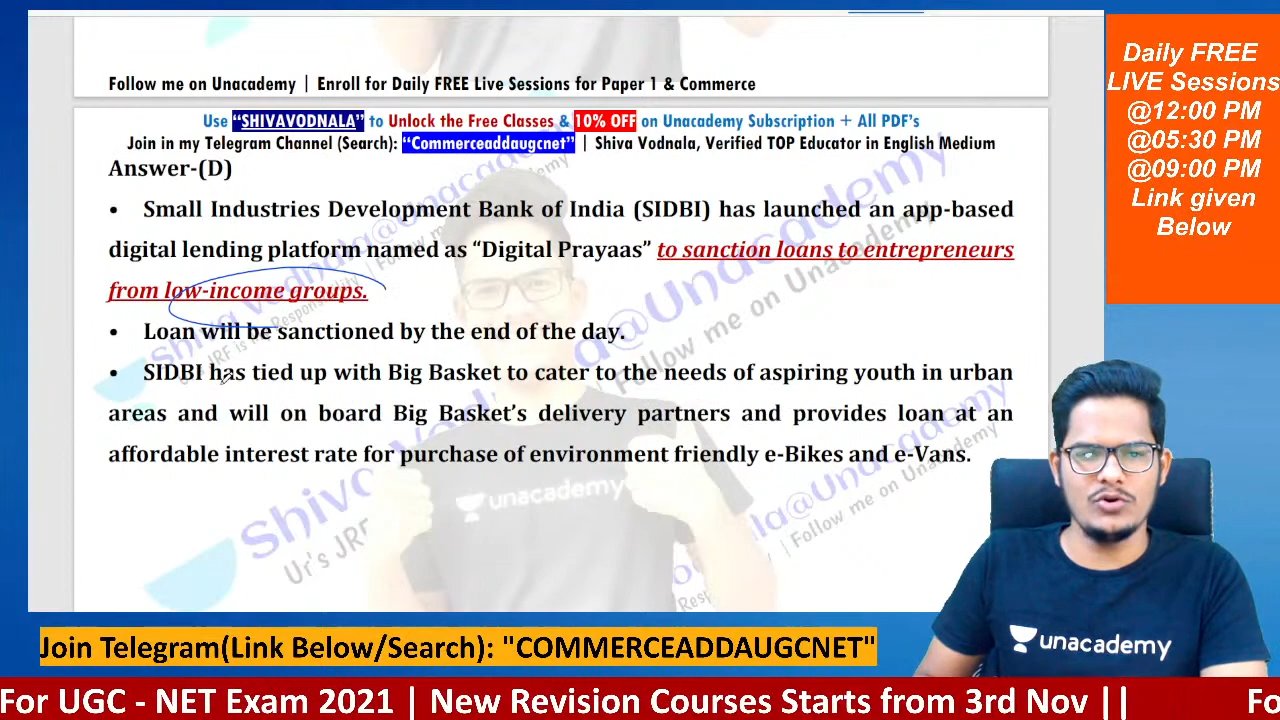 Follow me on Unacademy | Enroll for Daily FREE Live Sessions for Paper 1 & Commerce
Use "SHIVAVODNALA" to Unlock the Free Classes & 10% OFF on Unacademy Subscription + All PDF's
Join in my Telegram Channel (Search): "Commerceaddaugcnet" | Shiva Vodnala, Verified TOP Educator in English Medium
Answer-(D)
• Small Industries Development Bank of India (SIDBI) has launched an app-based
digital lending platform named as "Digital Prayaas" to sanction loans to entrepreneurs
from low-income groups.
• Loan will be sanctioned by the end of the day.
• SIDBI has tied up with Big Basket to cater to the needs of aspiring youth in urban
areas and will on board Big Basket's delivery partners and provides loan at an
affordable interest rate for purchase of environment friendly e-Bikes and e-Vans.
unacademy
Daily FREE
LIVE Sessions
@12:00 PM
@05:30 PM
@09:00 PM
Link given
Below
unacademy
Join Telegram(Link Below/Search): "COMMERCEADDAUGCNET"
For UGC - NET Exam 2021 | New Revision Courses Starts from 3rd Nov || Fo